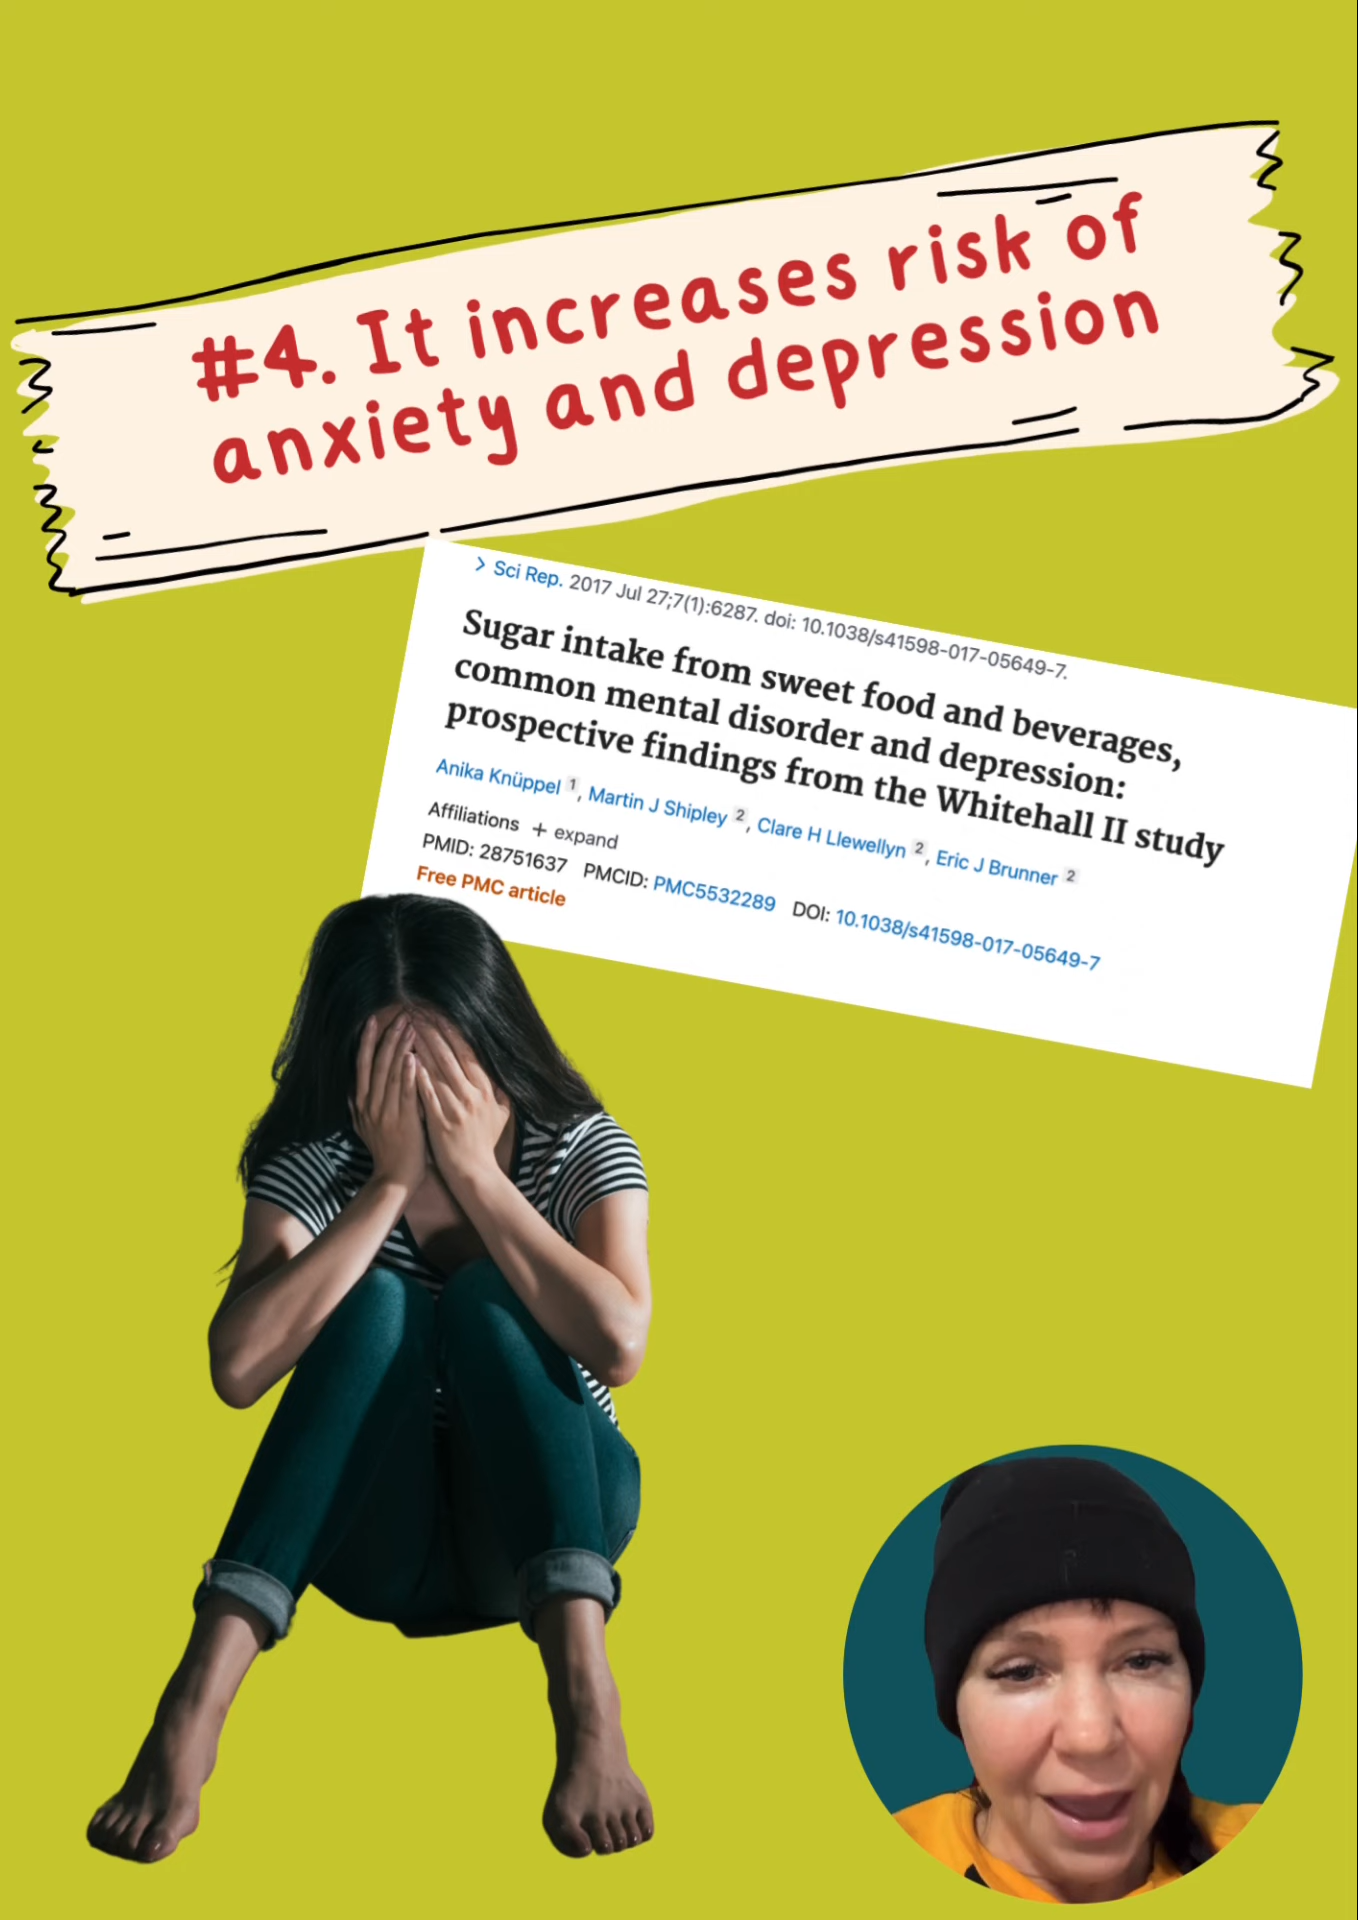 #4. It increases risk of
anxiety and depression
> Sci Rep. 2017 Jul 27;7(1):6287. doi: 10.1038/s41598-017-05649-7.
Sugar intake from sweet food and beverages,
common mental disorder and depression:
prospective findings from the Whitehall II study
Anika Knüppel 1, Martin J Shipley 2, Clare H Llewellyn 2, Eric J Brunner 2
Affiliations + expand
PMID: 28751637 PMCID: PMC5532289 DOI: 10.1038/s41598-017-05649-7
Free PMC article